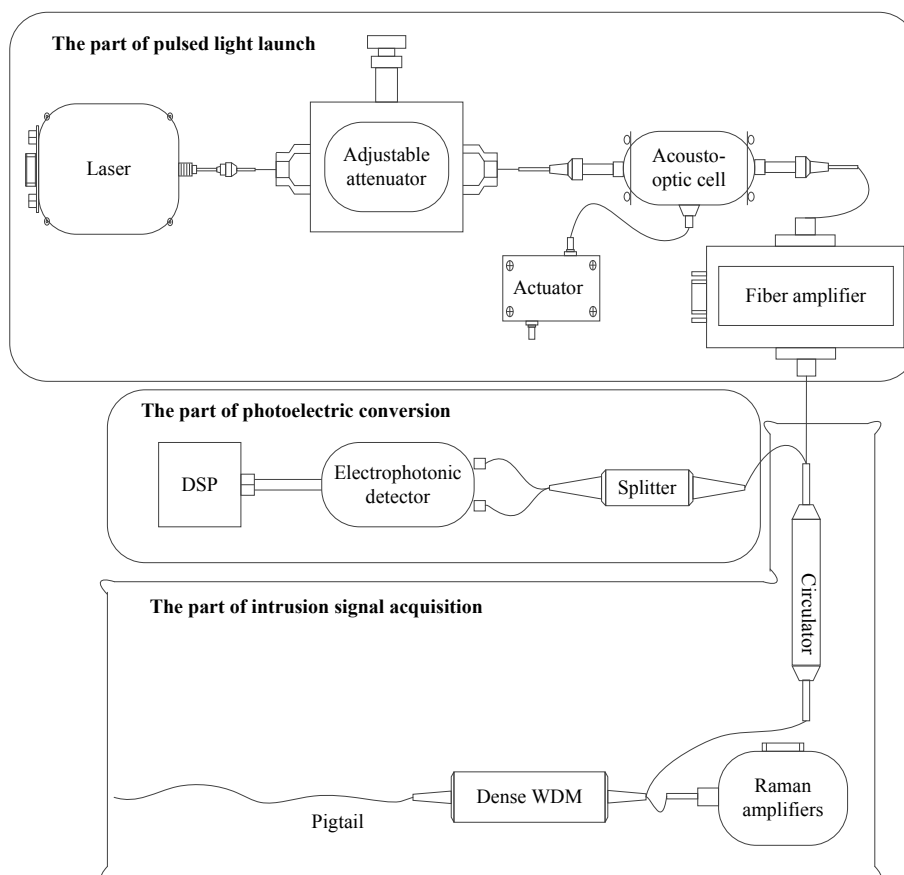 The part of pulsed light launch
Laser
Adjustable
attenuator
Acousto-
optic cell
Actuator
Fiber amplifier
The part of photoelectric conversion
DSP
Electrophotonic
detector
Splitter
Circulator
The part of intrusion signal acquisition
Pigtail
Dense WDM
Raman
amplifiers